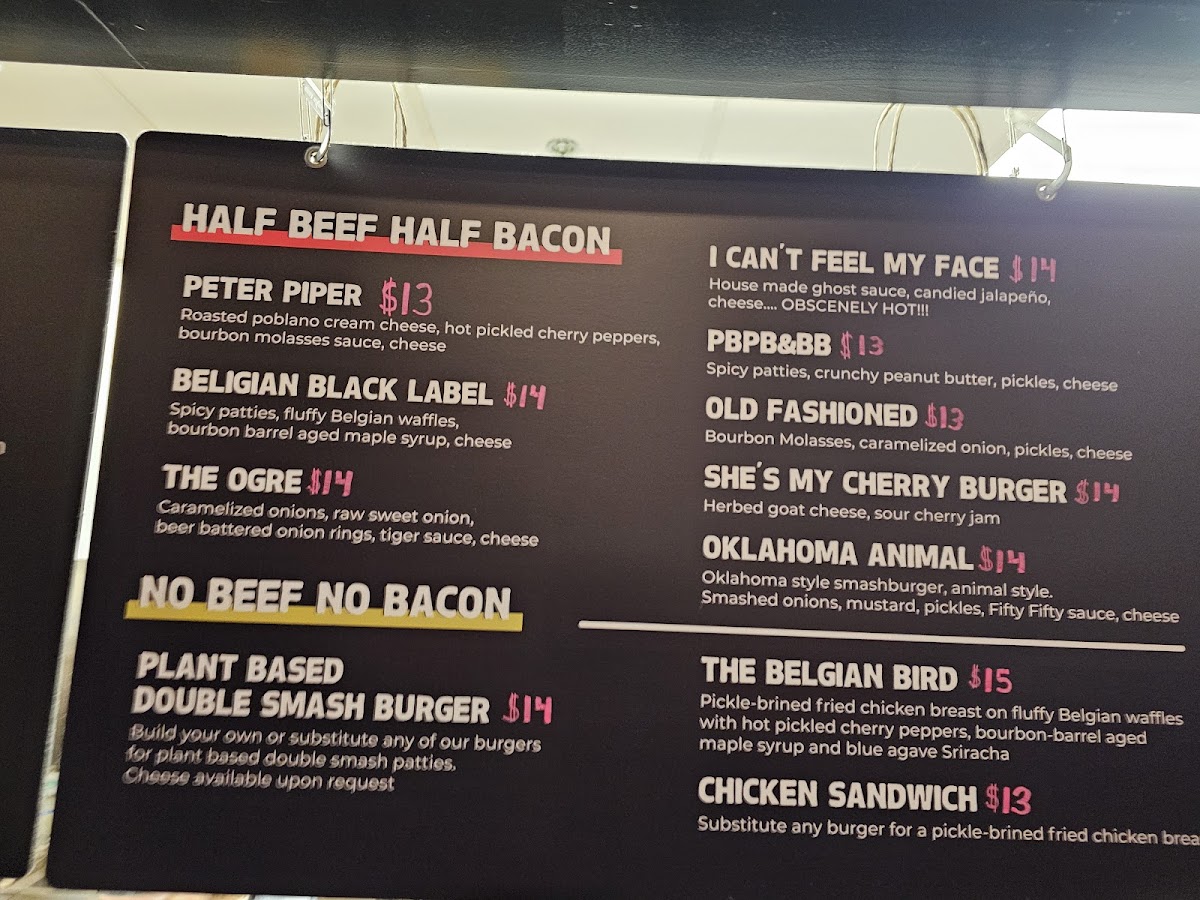 HALF BEEF HALF BACON
PETER PIPER $13
Roasted poblano cream cheese, hot pickled cherry peppers,
bourbon molasses sauce, cheese
BELIGIAN BLACK LABEL $14
Spicy patties, fluffy Belgian waffles,
bourbon barrel aged maple syrup, cheese
THE OGRE $14
Caramelized onions, raw sweet onion,
beer battered onion rings, tiger sauce, cheese
NO BEEF NO BACON
PLANT BASED
DOUBLE SMASH BURGER $14
Build your own or substitute any of our burgers
for plant based double smash patties.
Cheese available upon request
I CAN'T FEEL MY FACE $14
House made ghost sauce, candied jalapeño,
cheese.... OBSCENELY HOT!!!
PBPB&BB $13
Spicy patties, crunchy peanut butter, pickles, cheese
OLD FASHIONED $13
Bourbon Molasses, caramelized onion, pickles, cheese
SHE'S MY CHERRY BURGER $14
Herbed goat cheese, sour cherry jam
OKLAHOMA ANIMAL $14
Oklahoma style smashburger, animal style.
Smashed onions, mustard, pickles, Fifty Fifty sauce, cheese
THE BELGIAN BIRD $15
Pickle-brined fried chicken breast on fluffy Belgian waffles
with hot pickled cherry peppers, bourbon-barrel aged
maple syrup and blue agave Sriracha
CHICKEN SANDWICH $13
Substitute any burger for a pickle-brined fried chicken brea